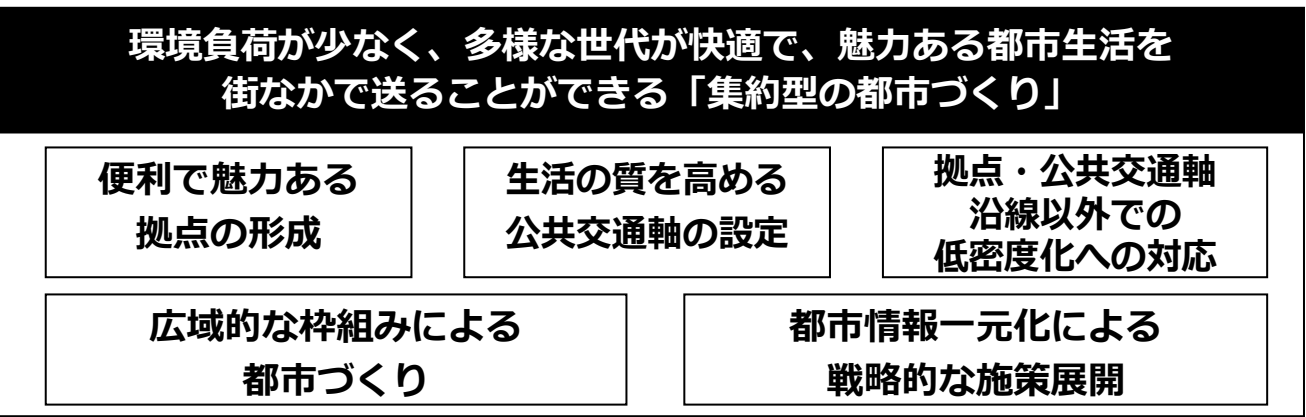 環境負荷が少なく、多様な世代が快適で、魅力ある都市生活を
街なかで送ることができる「集約型の都市づくり」
便利で魅力ある
拠点の形成
生活の質を高める
公共交通軸の設定
拠点・公共交通軸
沿線以外での
低密度化への対応
広域的な枠組みによる
都市づくり
都市情報一元化による
戦略的な施策展開